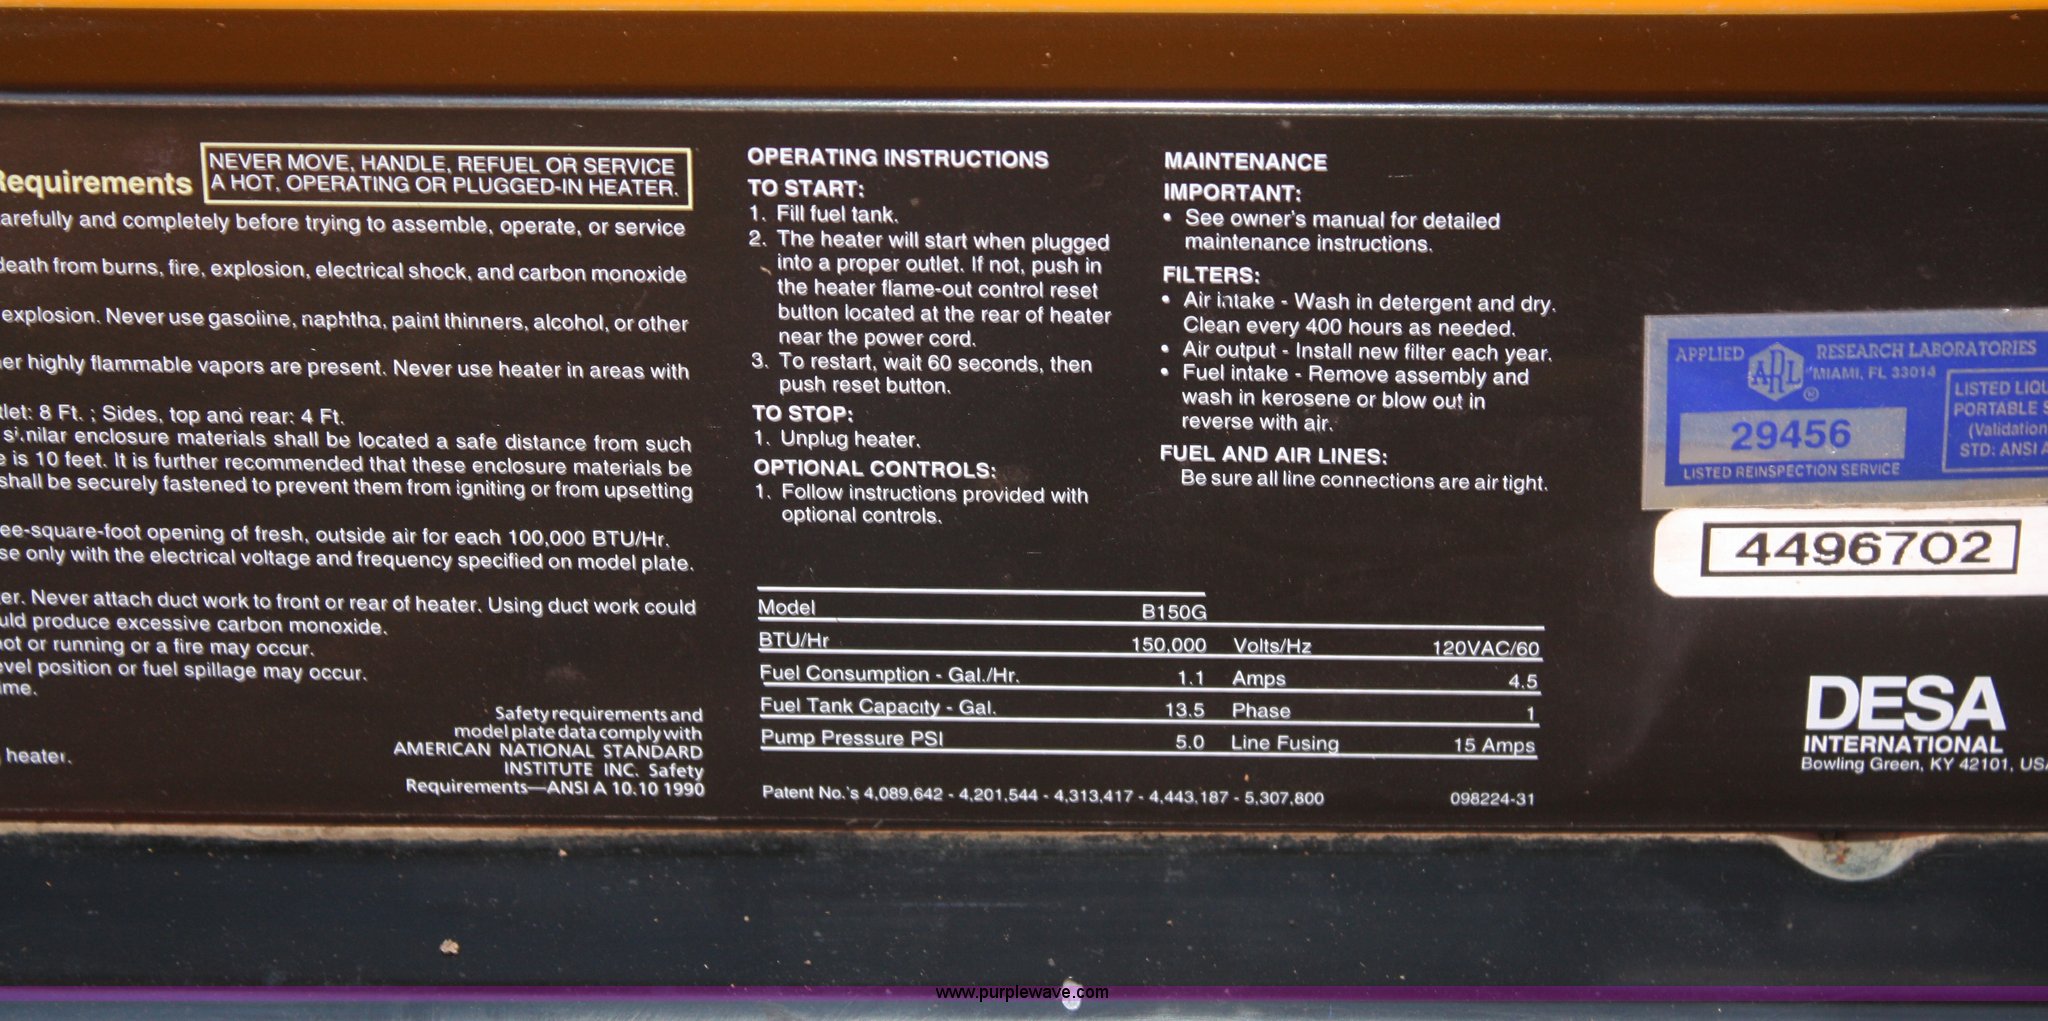 Requirements
NEVER MOVE, HANDLE, REFUEL OR SERVICE
A HOT, OPERATING OR PLUGGED-IN HEATER.
and completely before trying to assemble, operate, or service
death from burns, fire, explosion, electrical shock, and carbon monoxide
explosion. Never use gasoline, naphtha, paint thinners, alcohol, or other
highly flammable vapors are present. Never use heater in areas with
8 Ft. ; Sides, top and rear: 4 Ft.
similar enclosure materials shall be located a safe distance from such
is 10 feet. It is further recommended that these enclosure materials be
shall be securely fastened to prevent them from igniting or from upsetting
opening of fresh, outside air for each 100,000 BTU/Hr.
only with the electrical voltage and frequency specified on model plate.
Never attach duct work to front or rear of heater. Using duct work could
produce excessive carbon monoxide.
or running or a fire may occur.
position or fuel spillage may occur.
heater.
Safety requirements and
model plate data comply with
AMERICAN NATIONAL STANDARD
INSTITUTE INC. Safety
Requirements—ANSI A 10.10 1990
OPERATING INSTRUCTIONS
TO START:
1. Fill fuel tank.
2. The heater will start when plugged
into a proper outlet. If not, push in
the heater flame-out control reset
button located at the rear of heater
near the power cord.
3. To restart, wait 60 seconds, then
push reset button.
TO STOP:
1. Unplug heater.
OPTIONAL CONTROLS:
1. Follow instructions provided with
optional controls.
MAINTENANCE
IMPORTANT:
• See owner's manual for detailed
maintenance instructions.
FILTERS:
• Air intake - Wash in detergent and dry.
Clean every 400 hours as needed.
• Air output - Install new filter each year.
• Fuel intake - Remove assembly and
wash in kerosene or blow out in
reverse with air.
FUEL AND AIR LINES:
Be sure all line connections are air tight.
Model B150G
BTU/Hr 150,000 Volts/Hz 120VAC/60
Fuel Consumption - Gal./Hr. 1.1 Amps 4.5
Fuel Tank Capacity - Gal. 13.5 Phase 1
Pump Pressure PSI 5.0 Line Fusing 15 Amps
Patent No.'s 4,089,642 - 4,201,544 - 4,313,417 - 4,443,187 - 5,307,800 098224-31
APPLIED ARL ® RESEARCH LABORATORIES
MIAMI, FL 33014
29456
LISTED REINSPECTION SERVICE
LISTED
PORTABLE
(Validation
STD: ANSI
4496702
DESA
INTERNATIONAL
Bowling Green, KY 42101, USA
www.purplewave.com